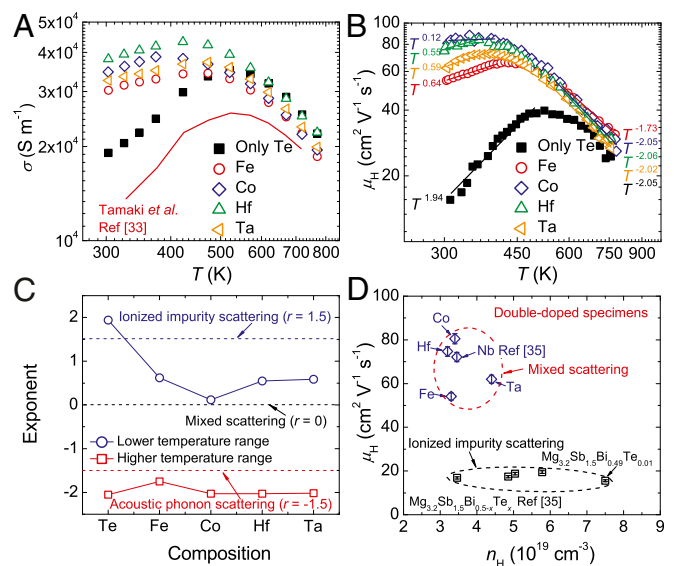 A
5x10⁴
4x10⁴
3x10⁴
2x10⁴
10⁴
σ (S m⁻¹)
Only Te
Fe
Co
Hf
Ta
Tamaki et al.
Ref [33]
300
400
500
600
700
800
T (K)
B
100
80
60
40
20
μH (cm² V⁻¹ s⁻¹)
T^0.12
T^0.55
T^0.59
T^0.64
T^1.94
Only Te
Fe
Co
Hf
Ta
T^-1.73
T^-2.05
T^-2.06
T^-2.02
T^-2.05
300
450
600
750
900
T (K)
C
2
1
0
-1
-2
Exponent
Ionized impurity scattering (r = 1.5)
Mixed scattering (r = 0)
Lower temperature range
Higher temperature range
Acoustic phonon scattering (r = -1.5)
Te
Fe
Co
Hf
Ta
Composition
D
100
80
60
40
20
0
μH (cm² V⁻¹ s⁻¹)
Double-doped specimens
Co
Hf
Nb Ref [35]
Mixed scattering
Ta
Fe
Ionized impurity scattering
Mg3.2Sb1.5Bi0.49Te0.01
Mg3.2Sb1.5Bi0.5-xTex Ref [35]
2
3
4
5
6
7
8
9
nH (10¹⁹ cm⁻³)